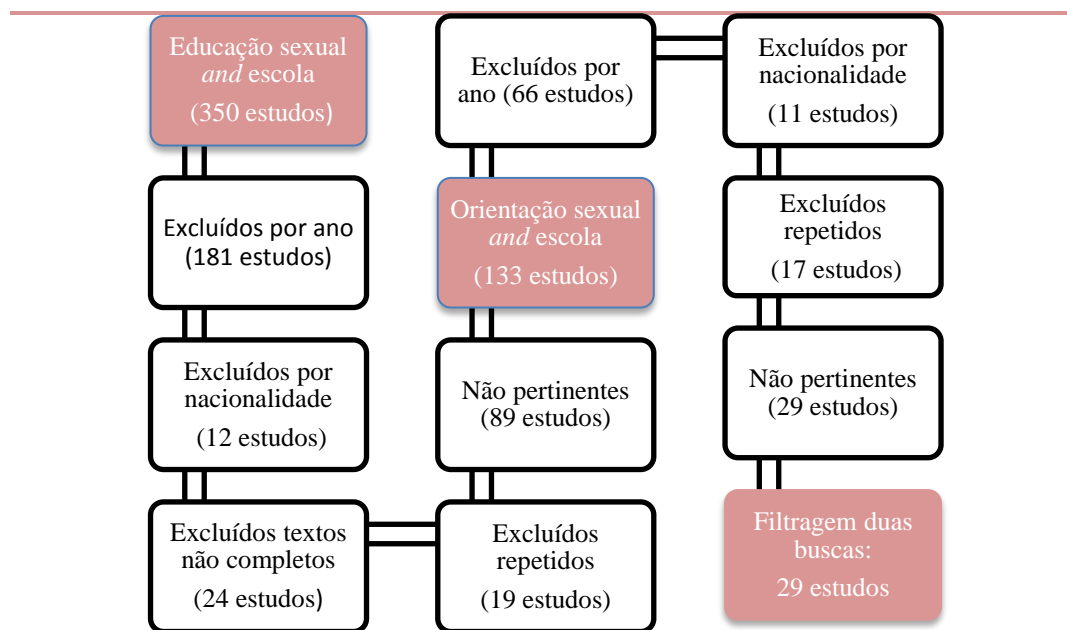 Educação sexual
and escola
(350 estudos)
Excluídos por ano
(181 estudos)
Excluídos por
nacionalidade
(12 estudos)
Excluídos textos
não completos
(24 estudos)
Excluídos
repetidos
(19 estudos)
Não pertinentes
(89 estudos)
Orientação sexual
and escola
(133 estudos)
Excluídos por
ano (66 estudos)
Excluídos por
nacionalidade
(11 estudos)
Excluídos
repetidos
(17 estudos)
Não pertinentes
(29 estudos)
Filtragem duas
buscas:
29 estudos